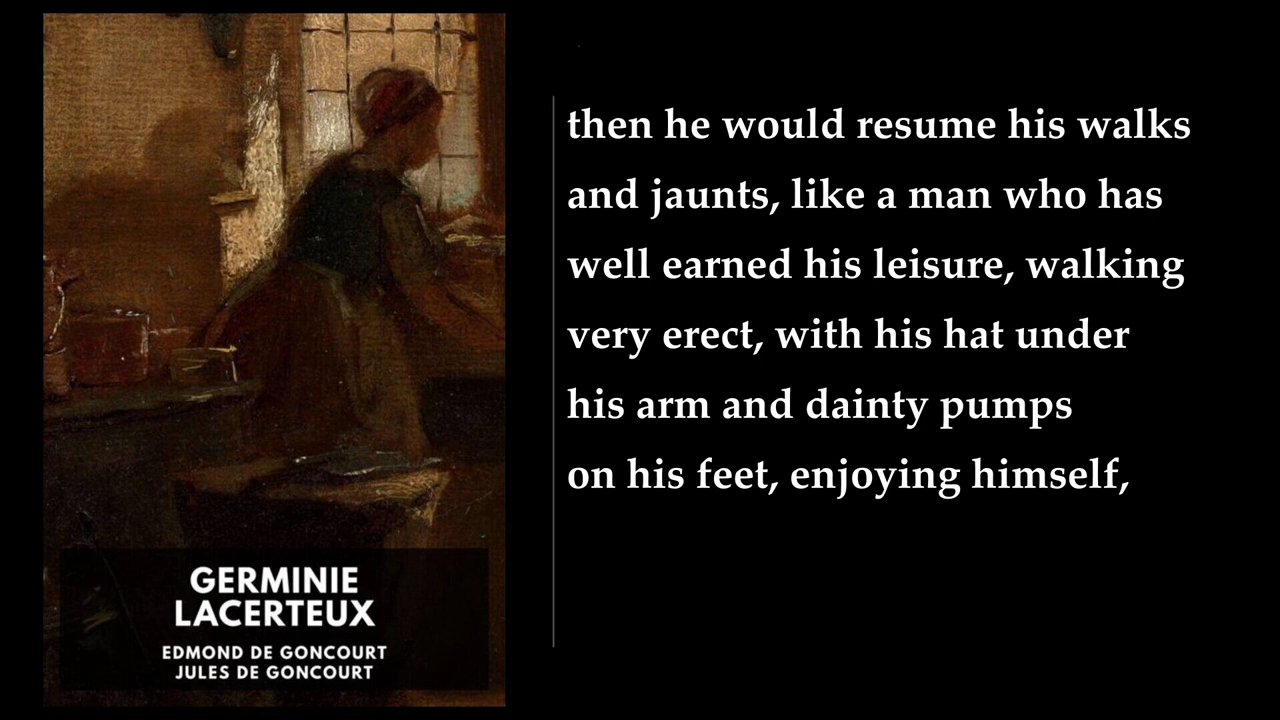 then he would resume his walks
and jaunts, like a man who has
well earned his leisure, walking
very erect, with his hat under
his arm and dainty pumps
on his feet, enjoying himself,
GERMINIE
LACERTEUX
EDMOND DE GONCOURT
JULES DE GONCOURT